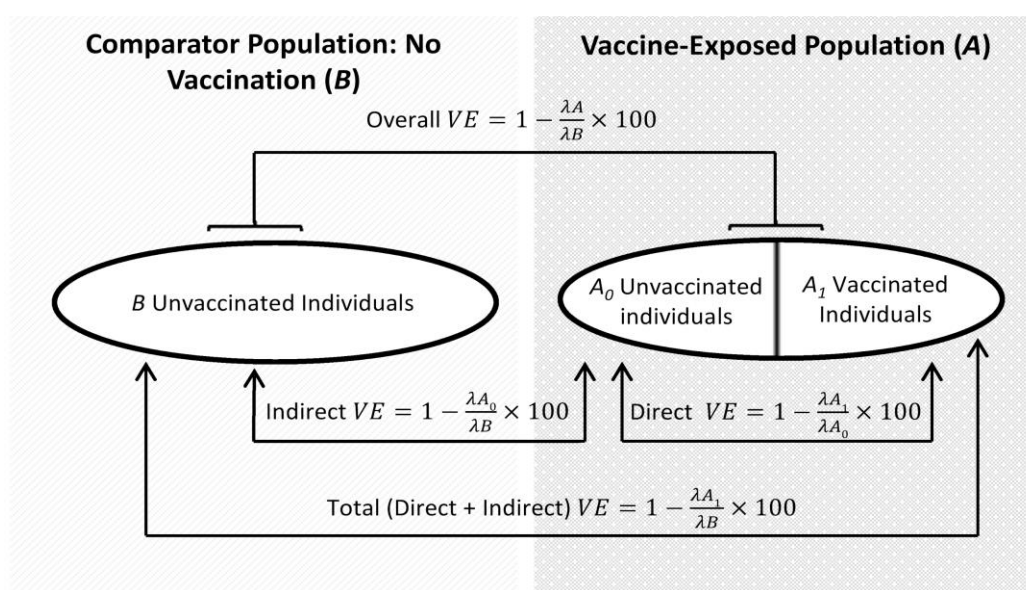 Comparator Population: No
Vaccination (B)
Vaccine-Exposed Population (A)
Overall VE = 1 − λA/λB × 100
B Unvaccinated Individuals
A₀ Unvaccinated
individuals
A₁ Vaccinated
Individuals
Indirect VE = 1 − λA₀/λB × 100
Direct VE = 1 − λA₁/λA₀ × 100
Total (Direct + Indirect) VE = 1 − λA₁/λB × 100